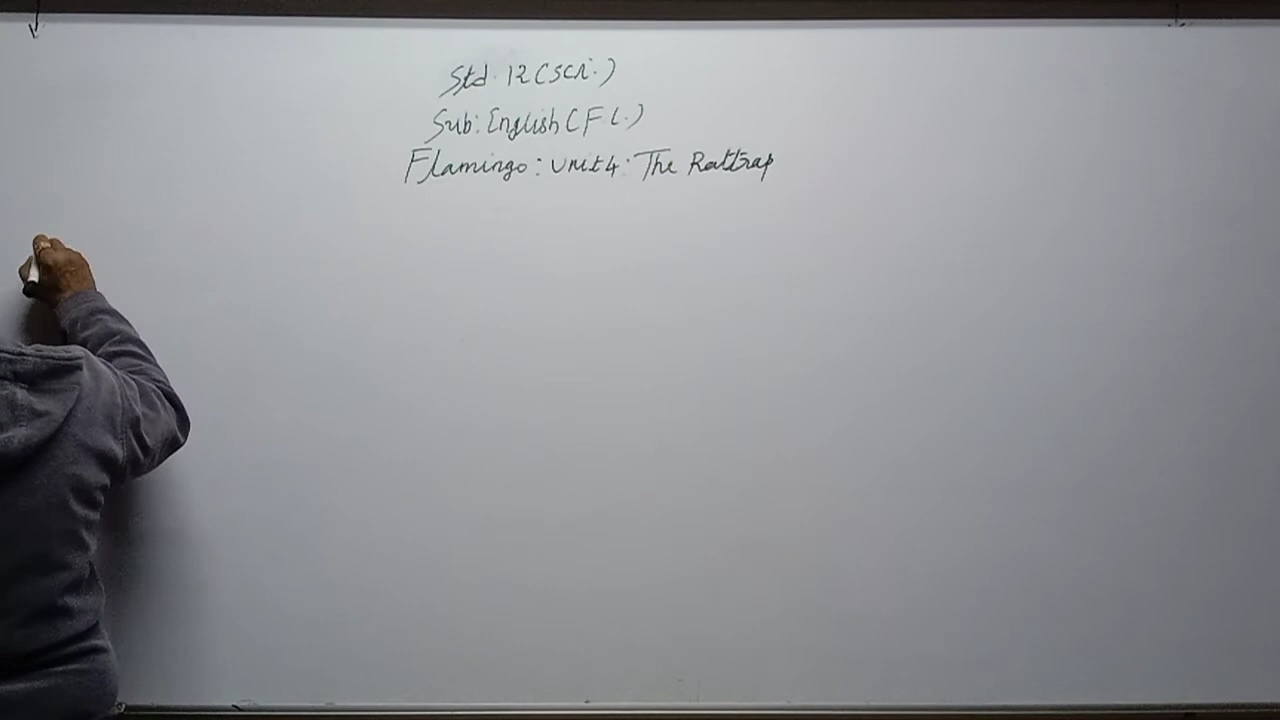 Std. 12 (Sci.)
Sub: English (F L.)
Flamingo: Unit 4: The Rattrap